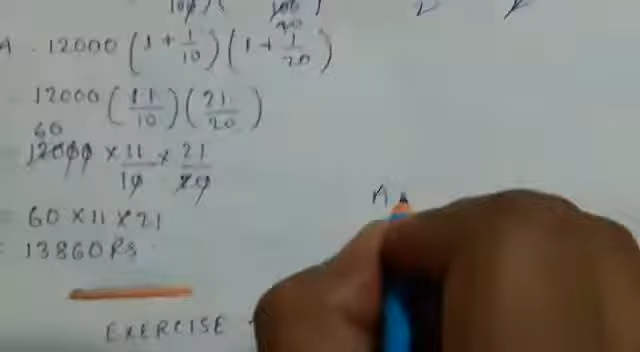 A = 12000 (1 + 1/10) (1 + 1/20)
12000 (11/10) (21/20)
60
12000 × 11/10 × 21/20
= 60 × 11 × 21
= 13860 Rs
A
EXERCISE